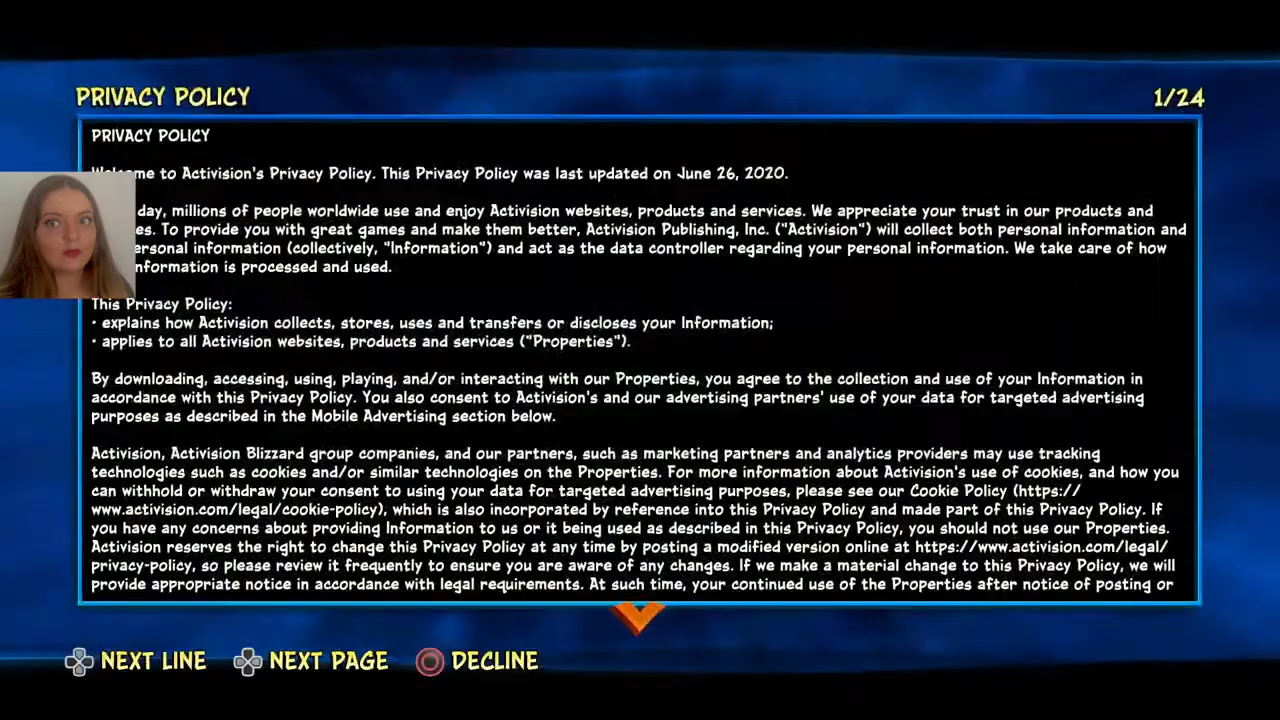 PRIVACY POLICY 1/24
PRIVACY POLICY
Welcome to Activision's Privacy Policy. This Privacy Policy was last updated on June 26, 2020.
day, millions of people worldwide use and enjoy Activision websites, products and services. We appreciate your trust in our products and
es. To provide you with great games and make them better, Activision Publishing, Inc. ("Activision") will collect both personal information and
ersonal information (collectively, "Information") and act as the data controller regarding your personal information. We take care of how
nformation is processed and used.
This Privacy Policy:
• explains how Activision collects, stores, uses and transfers or discloses your Information;
• applies to all Activision websites, products and services ("Properties").
By downloading, accessing, using, playing, and/or interacting with our Properties, you agree to the collection and use of your Information in
accordance with this Privacy Policy. You also consent to Activision's and our advertising partners' use of your data for targeted advertising
purposes as described in the Mobile Advertising section below.
Activision, Activision Blizzard group companies, and our partners, such as marketing partners and analytics providers may use tracking
technologies such as cookies and/or similar technologies on the Properties. For more information about Activision's use of cookies, and how you
can withhold or withdraw your consent to using your data for targeted advertising purposes, please see our Cookie Policy (https://
www.activision.com/legal/cookie-policy), which is also incorporated by reference into this Privacy Policy and made part of this Privacy Policy. If
you have any concerns about providing Information to us or it being used as described in this Privacy Policy, you should not use our Properties.
Activision reserves the right to change this Privacy Policy at any time by posting a modified version online at https://www.activision.com/legal/
privacy-policy, so please review it frequently to ensure you are aware of any changes. If we make a material change to this Privacy Policy, we will
provide appropriate notice in accordance with legal requirements. At such time, your continued use of the Properties after notice of posting or
NEXT LINE NEXT PAGE DECLINE